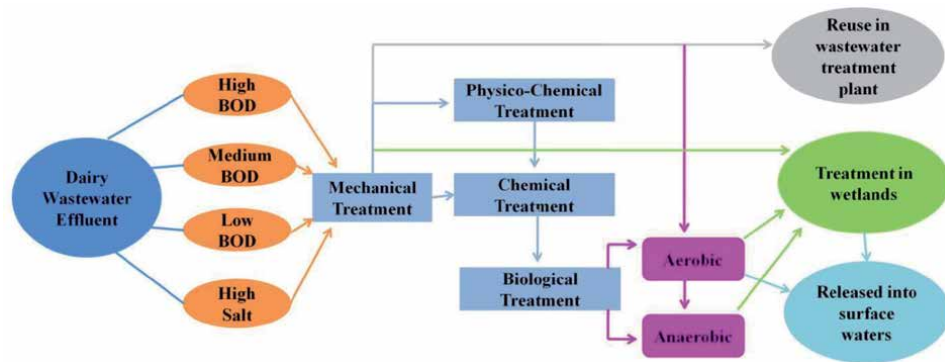 Dairy
Wastewater
Effluent
High
BOD
Medium
BOD
Low
BOD
High
Salt
Mechanical
Treatment
Physico-Chemical
Treatment
Chemical
Treatment
Biological
Treatment
Aerobic
Anaerobic
Reuse in
wastewater
treatment
plant
Treatment in
wetlands
Released into
surface
waters